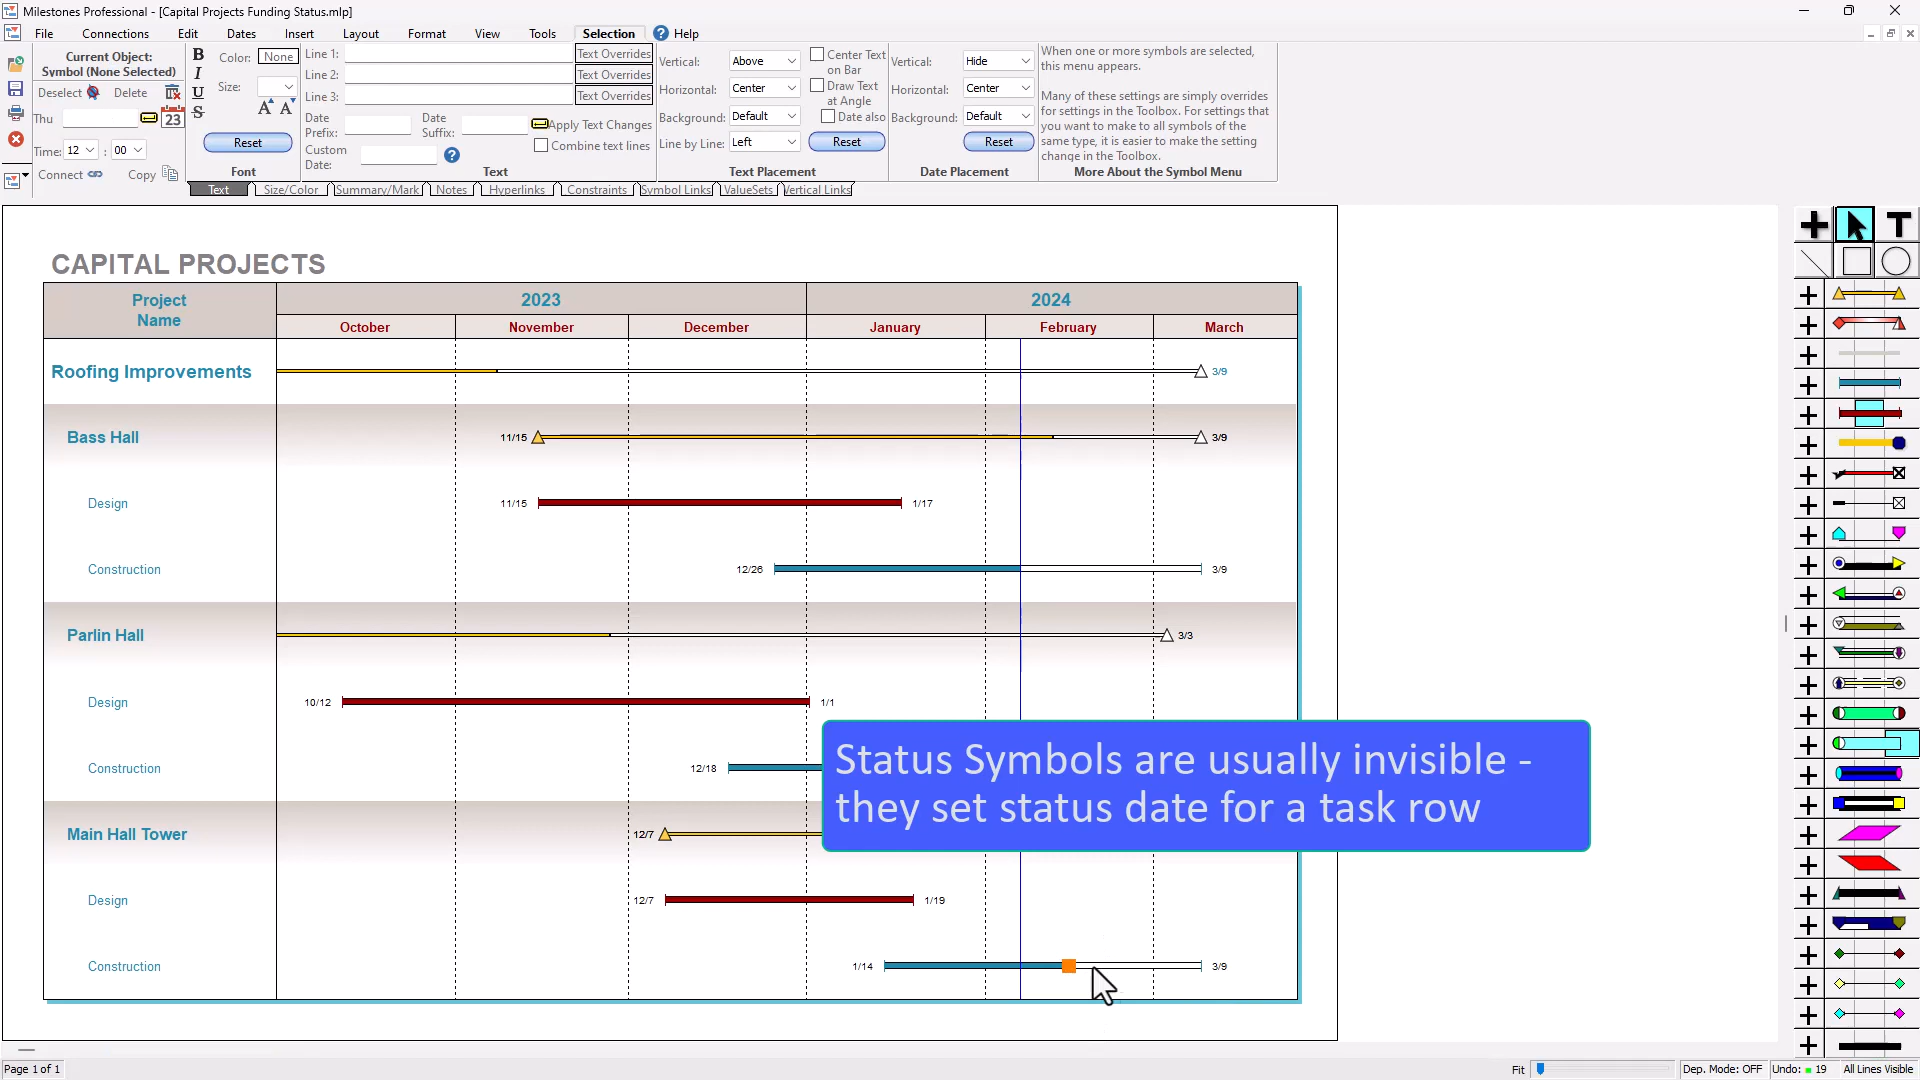 Milestones Professional - [Capital Projects Funding Status.mlp]
File Connections Edit Dates Insert Layout Format View Tools Selection Help
Current Object:
Symbol (None Selected)
Deselect Delete
Thu
23
Time: 12 : 00
Connect Copy
B
I
U
S
Color: None
Size:
A A
Reset
Font
Line 1: Text Overrides
Line 2: Text Overrides
Line 3: Text Overrides
Date Prefix:
Date Suffix:
Apply Text Changes
Custom Date:
Combine text lines
Text
Vertical: Above
Horizontal: Center
Background: Default
Line by Line: Left
Center Text on Bar
Draw Text at Angle
Date also
Reset
Text Placement
Vertical: Hide
Horizontal: Center
Background: Default
Reset
Date Placement
When one or more symbols are selected,
this menu appears.
Many of these settings are simply overrides
for settings in the Toolbox. For settings that
you want to make to all symbols of the
same type, it is easier to make the setting
change in the Toolbox.
More About the Symbol Menu
Text Size/Color Summary/Mark Notes Hyperlinks Constraints Symbol Links ValueSets Vertical Links
CAPITAL PROJECTS
Project
Name
2023 2024
October November December January February March
Roofing Improvements 3/9
Bass Hall 11/15 3/9
Design 11/15 1/17
Construction 12/26 3/9
Parlin Hall 3/3
Design 10/12 1/1
Construction 12/18
Status Symbols are usually invisible -
they set status date for a task row
Main Hall Tower 12/7
Design 12/7 1/19
Construction 1/14 3/9
T
Page 1 of 1
Fit
Dep. Mode: OFF
Undo: 19
All Lines Visible